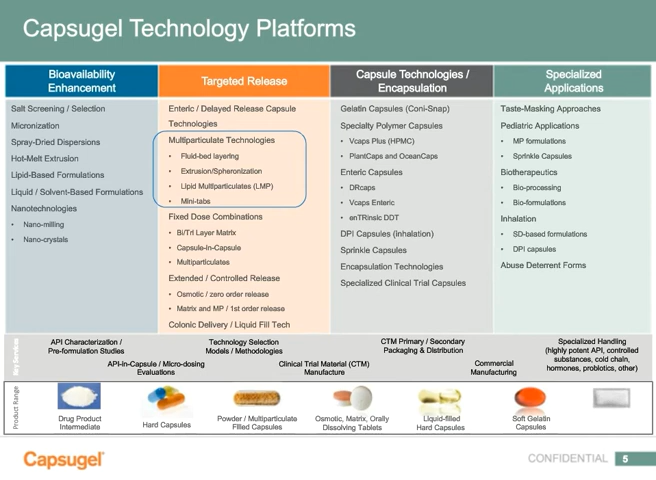 Capsugel Technology Platforms
Bioavailability
Enhancement
Targeted Release
Capsule Technologies /
Encapsulation
Specialized
Applications
Salt Screening / Selection
Micronization
Spray-Dried Dispersions
Hot-Melt Extrusion
Lipid-Based Formulations
Liquid / Solvent-Based Formulations
Nanotechnologies
• Nano-milling
• Nano-crystals
Enteric / Delayed Release Capsule
Technologies
Multiparticulate Technologies
• Fluid-bed layering
• Extrusion/Spheronization
• Lipid Multiparticulates (LMP)
• Mini-tabs
Fixed Dose Combinations
• Bi/Tri Layer Matrix
• Capsule-in-Capsule
• Multiparticulates
Extended / Controlled Release
• Osmotic / zero order release
• Matrix and MP / 1st order release
Colonic Delivery / Liquid Fill Tech
Gelatin Capsules (Coni-Snap)
Specialty Polymer Capsules
• Vcaps Plus (HPMC)
• PlantCaps and OceanCaps
Enteric Capsules
• DRcaps
• Vcaps Enteric
• enTRinsic DDT
DPI Capsules (Inhalation)
Sprinkle Capsules
Encapsulation Technologies
Specialized Clinical Trial Capsules
Taste-Masking Approaches
Pediatric Applications
• MP formulations
• Sprinkle Capsules
Biotherapeutics
• Bio-processing
• Bio-formulations
Inhalation
• SD-based formulations
• DPI capsules
Abuse Deterrent Forms
Key Services
API Characterization /
Pre-formulation Studies
API-in-Capsule / Micro-dosing
Evaluations
Technology Selection
Models / Methodologies
Clinical Trial Material (CTM)
Manufacture
CTM Primary / Secondary
Packaging & Distribution
Commercial
Manufacturing
Specialized Handling
(highly potent API, controlled
substances, cold chain,
hormones, probiotics, other)
Product Range
Drug Product
Intermediate
Hard Capsules
Powder / Multiparticulate
Filled Capsules
Osmotic, Matrix, Orally
Dissolving Tablets
Liquid-filled
Hard Capsules
Soft Gelatin
Capsules
Capsugel
CONFIDENTIAL 5